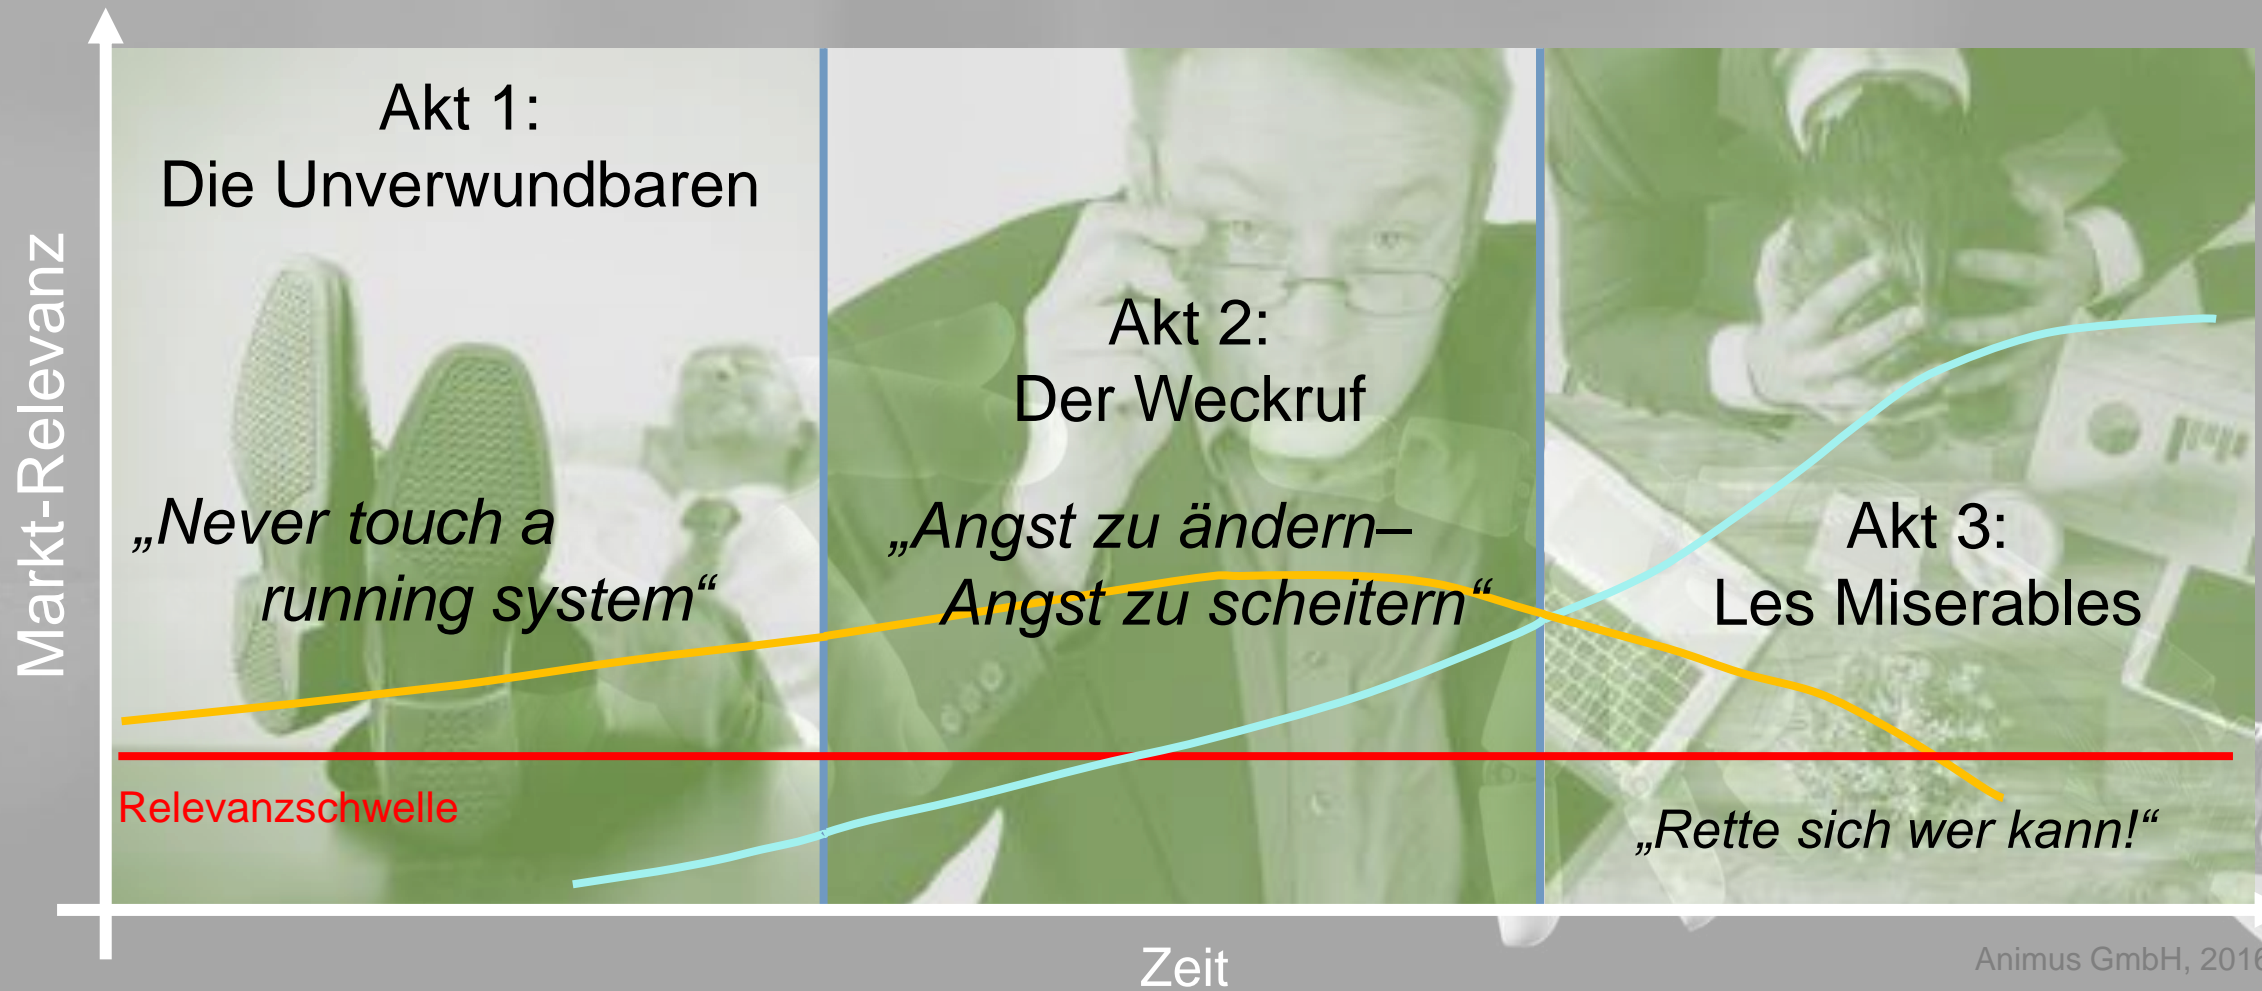 Akt 1:
Die Unverwundbaren
„Never touch a
running system“
Akt 2:
Der Weckruf
„Angst zu ändern–
Angst zu scheitern“
Akt 3:
Les Miserables
„Rette sich wer kann!“
Relevanzschwelle
Markt-Relevanz
Zeit
Animus GmbH, 2016